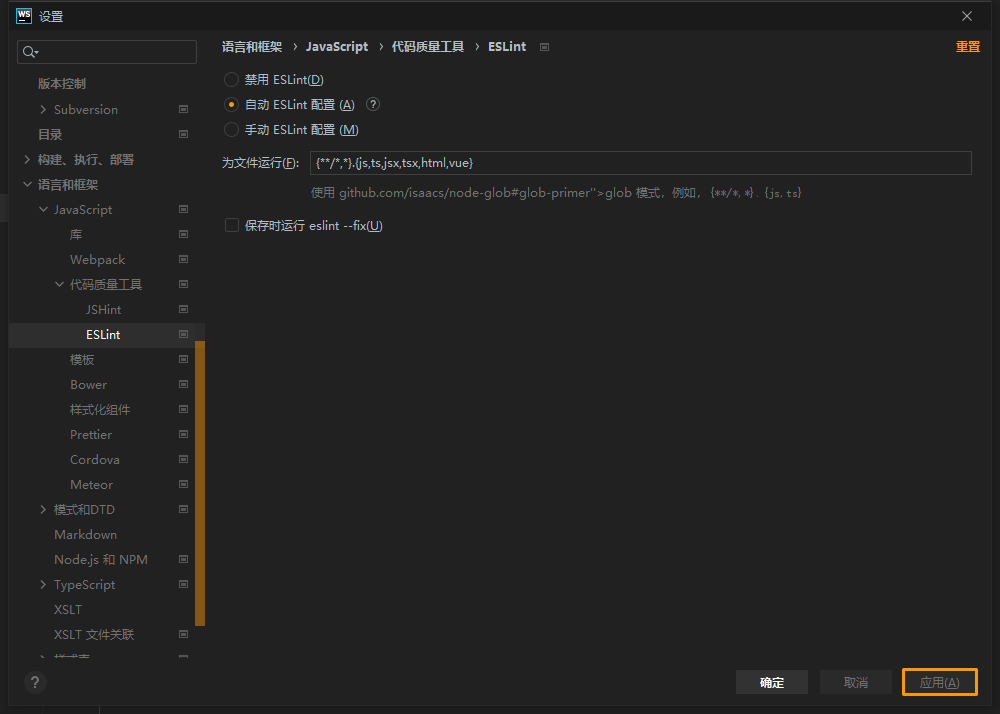 WS 设置
语言和框架 › JavaScript › 代码质量工具 › ESLint 重置
版本控制
Subversion
目录
构建、执行、部署
语言和框架
JavaScript
库
Webpack
代码质量工具
JSHint
ESLint
模板
Bower
样式化组件
Prettier
Cordova
Meteor
模式和DTD
Markdown
Node.js 和 NPM
TypeScript
XSLT
XSLT 文件关联
样式表
禁用 ESLint(D)
自动 ESLint 配置 (A) ?
手动 ESLint 配置 (M)
为文件运行(F): {**/*,*}.{js,ts,jsx,tsx,html,vue}
使用 github.com/isaacs/node-glob#glob-primer">glob 模式，例如，{**/*,*}.{js,ts}
保存时运行 eslint --fix(U)
? 确定 取消 应用(A)